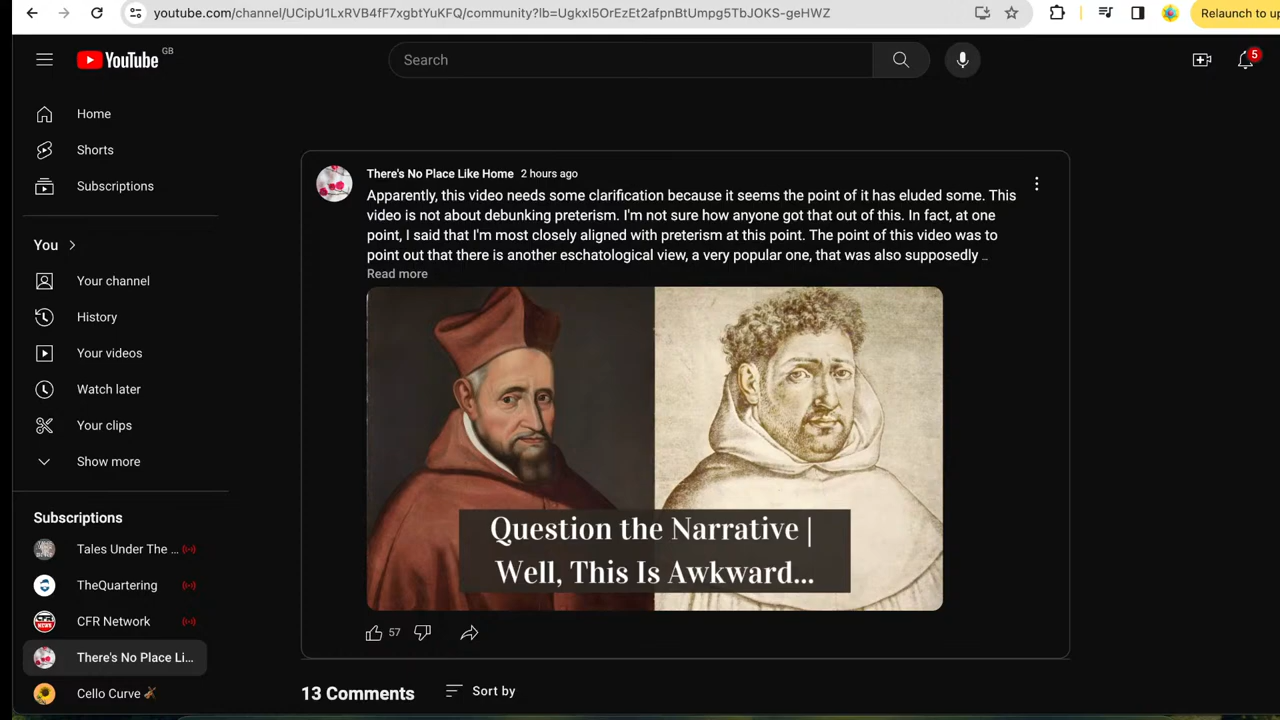 youtube.com/channel/UCipU1LxRVB4fF7xgbtYuKFQ/community?lb=UgkxI5OrEzEt2afpnBtUmpg5TbJOKS-geHWZ
Relaunch to up
YouTube GB
Search
5
Home
Shorts
Subscriptions
You
Your channel
History
Your videos
Watch later
Your clips
Show more
Subscriptions
Tales Under The ...
TheQuartering
CFR Network
There's No Place Li...
Cello Curve
There's No Place Like Home 2 hours ago
Apparently, this video needs some clarification because it seems the point of it has eluded some. This
video is not about debunking preterism. I'm not sure how anyone got that out of this. In fact, at one
point, I said that I'm most closely aligned with preterism at this point. The point of this video was to
point out that there is another eschatological view, a very popular one, that was also supposedly ...
Read more
Question the Narrative |
Well, This Is Awkward...
57
13 Comments
Sort by